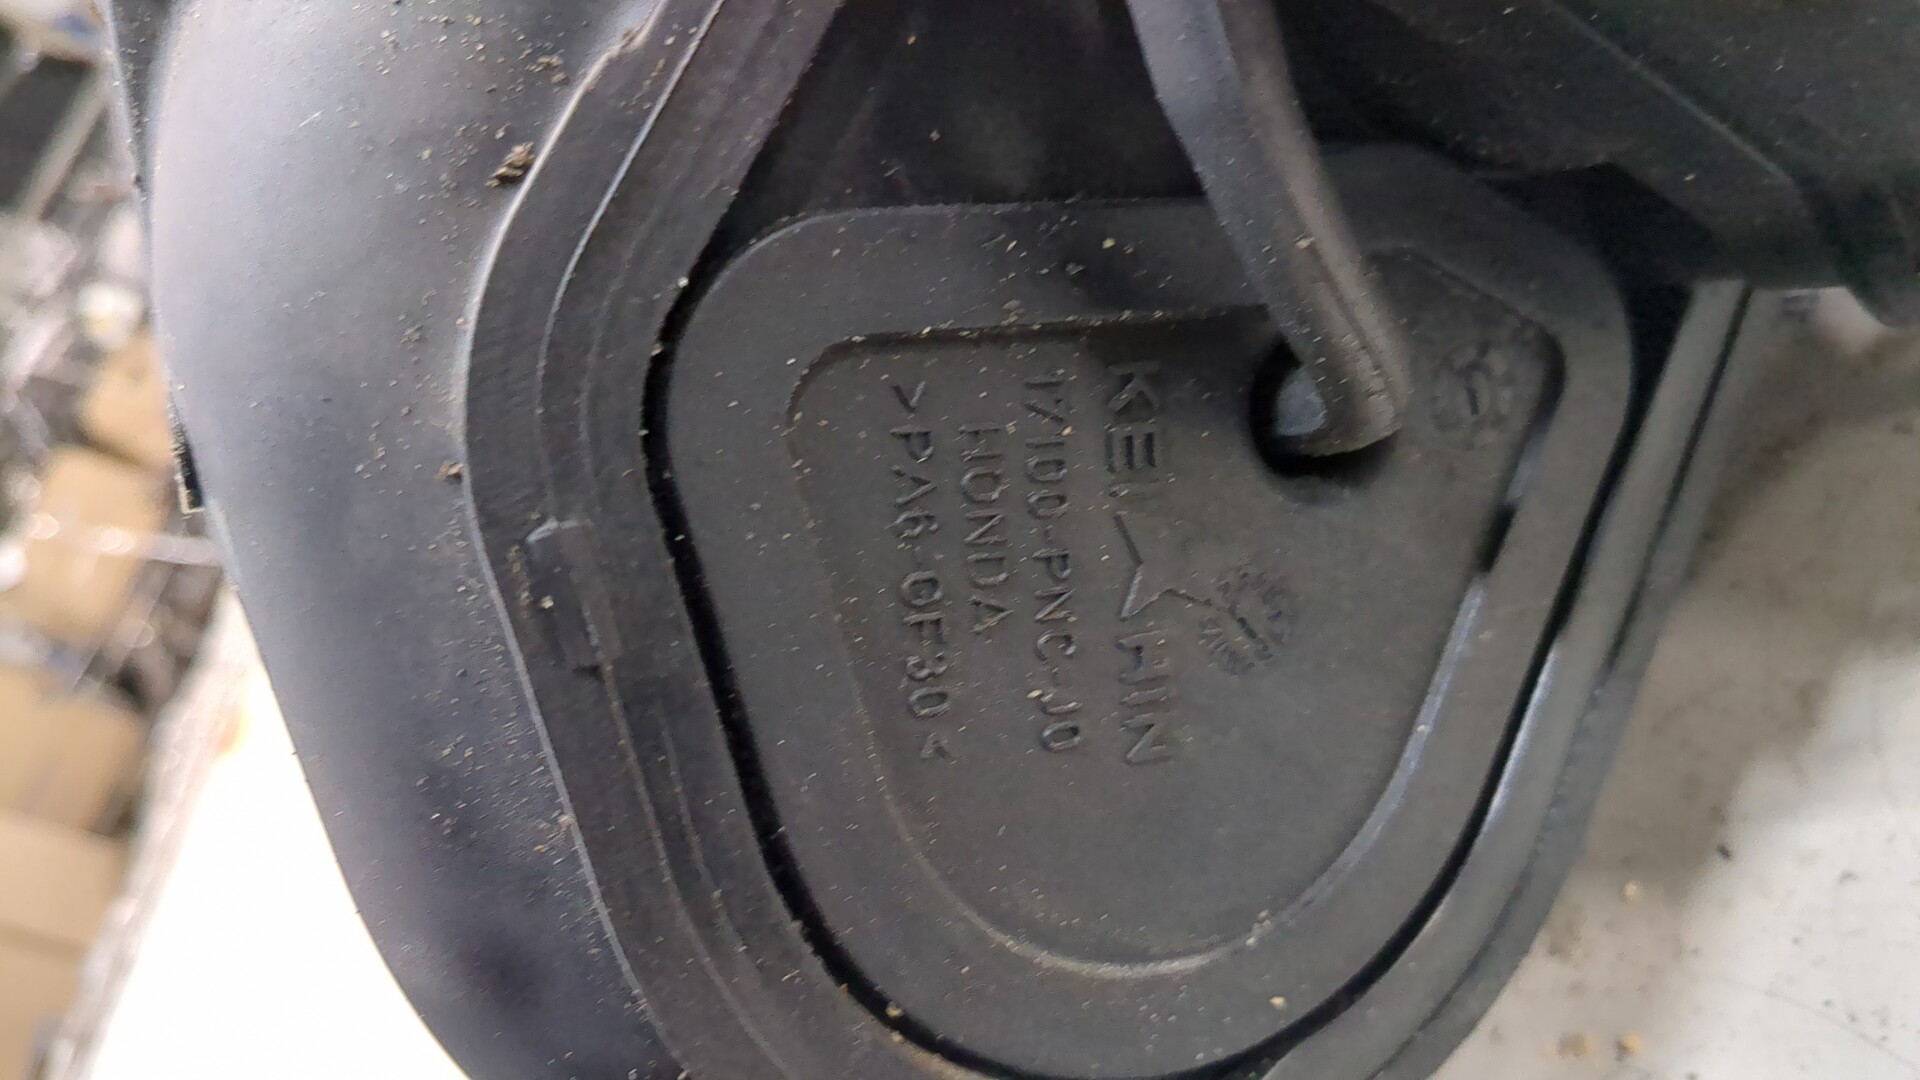 KEIHIN
17100-PNC-J0
HONDA
>PA6-GF30<